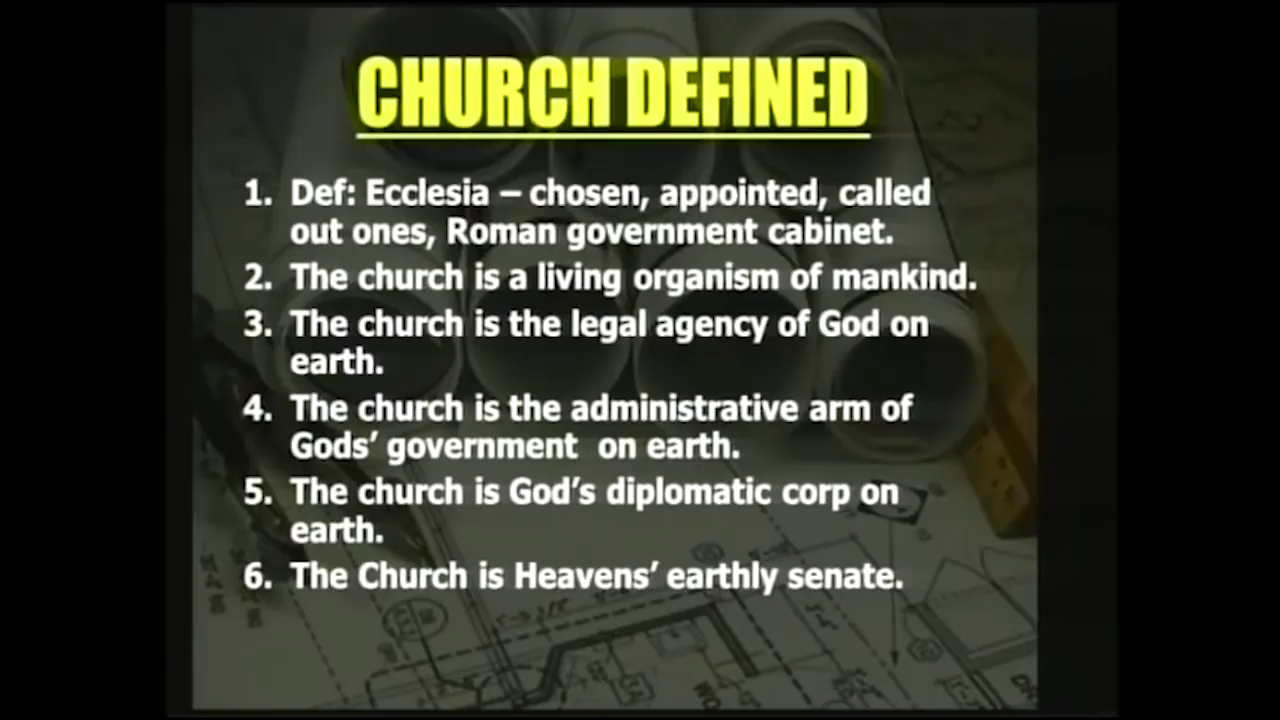 CHURCH DEFINED
1. Def: Ecclesia – chosen, appointed, called
out ones, Roman government cabinet.
2. The church is a living organism of mankind.
3. The church is the legal agency of God on
earth.
4. The church is the administrative arm of
Gods’ government on earth.
5. The church is God’s diplomatic corp on
earth.
6. The Church is Heavens’ earthly senate.